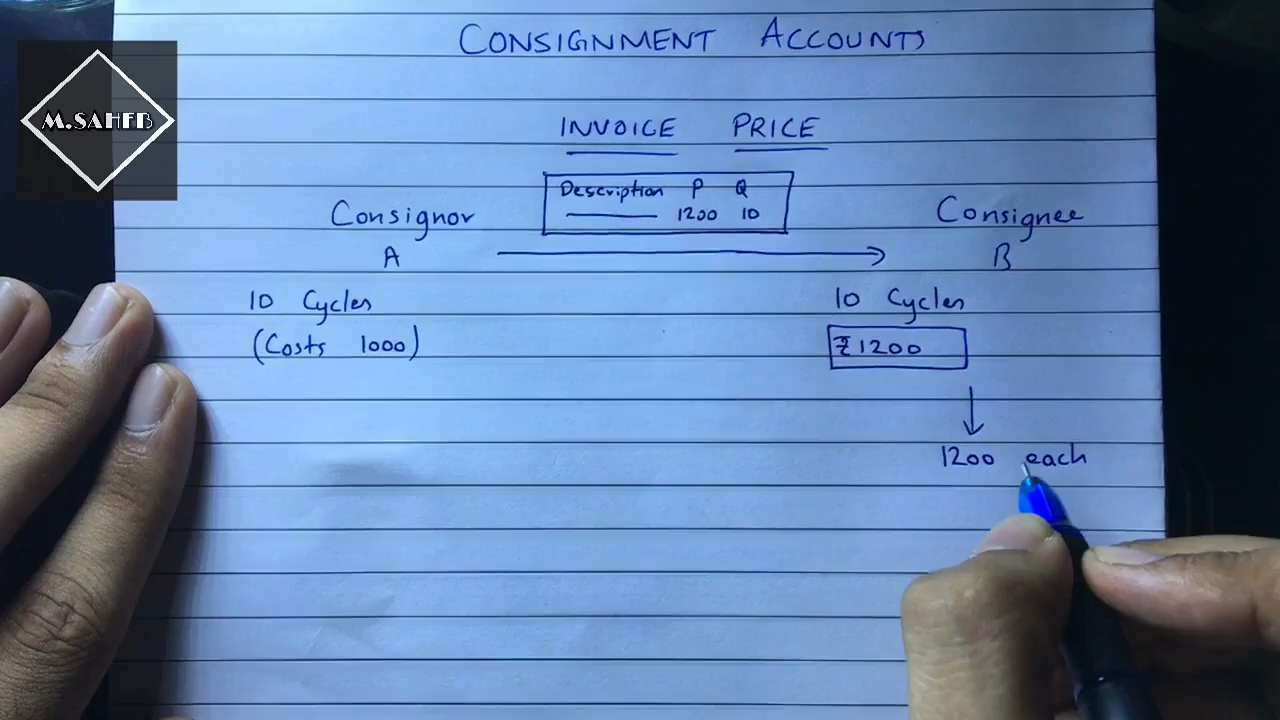 CONSIGNMENT ACCOUNTS
M.SAHEB
INVOICE PRICE
Description P Q
1200 10
Consignor
Consignee
A
B
10 Cycles
10 Cycles
(Costs 1000)
₹1200
1200 each